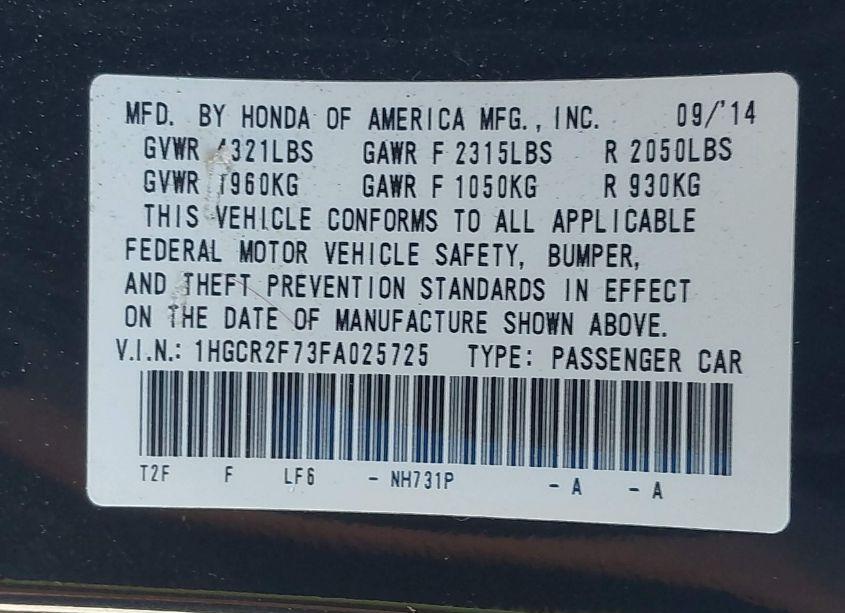 MFD. BY HONDA OF AMERICA MFG., INC. 09/'14
GVWR 4321LBS GAWR F 2315LBS R 2050LBS
GVWR 1960KG GAWR F 1050KG R 930KG
THIS VEHICLE CONFORMS TO ALL APPLICABLE
FEDERAL MOTOR VEHICLE SAFETY, BUMPER,
AND THEFT PREVENTION STANDARDS IN EFFECT
ON THE DATE OF MANUFACTURE SHOWN ABOVE.
V.I.N.: 1HGCR2F73FA025725 TYPE: PASSENGER CAR
T2F F LF6 - NH731P - A - A